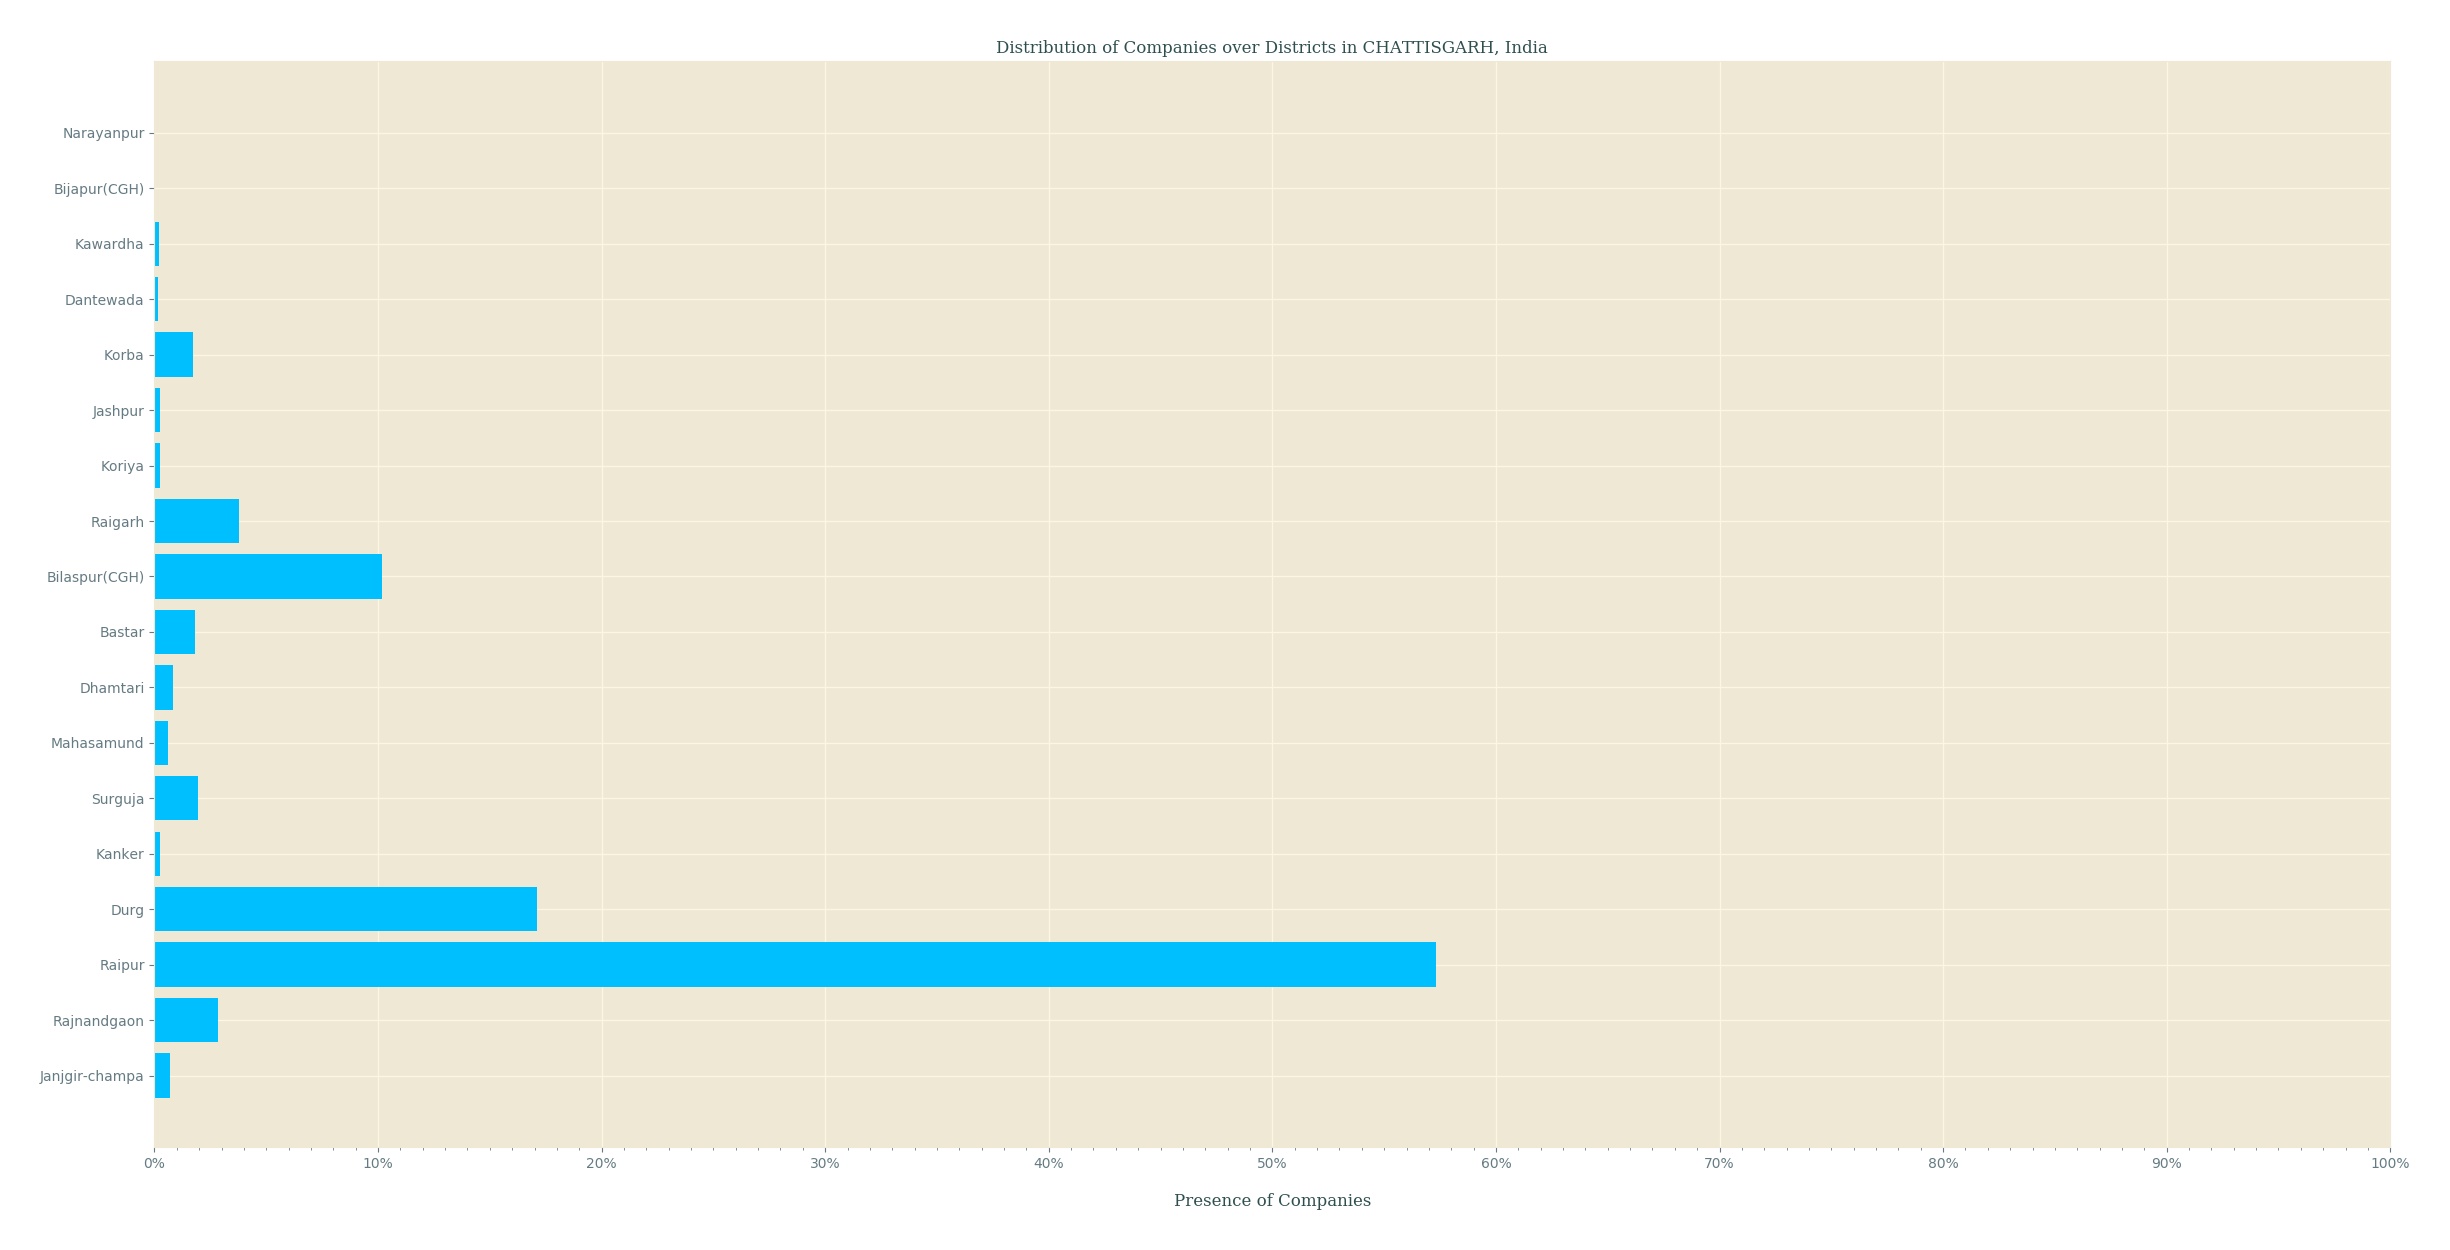 Distribution of Companies over Districts in CHATTISGARH, India
Narayanpur
Bijapur(CGH)
Kawardha
Dantewada
Korba
Jashpur
Koriya
Raigarh
Bilaspur(CGH)
Bastar
Dhamtari
Mahasamund
Surguja
Kanker
Durg
Raipur
Rajnandgaon
Janjgir-champa
0% 10% 20% 30% 40% 50% 60% 70% 80% 90% 100%
Presence of Companies